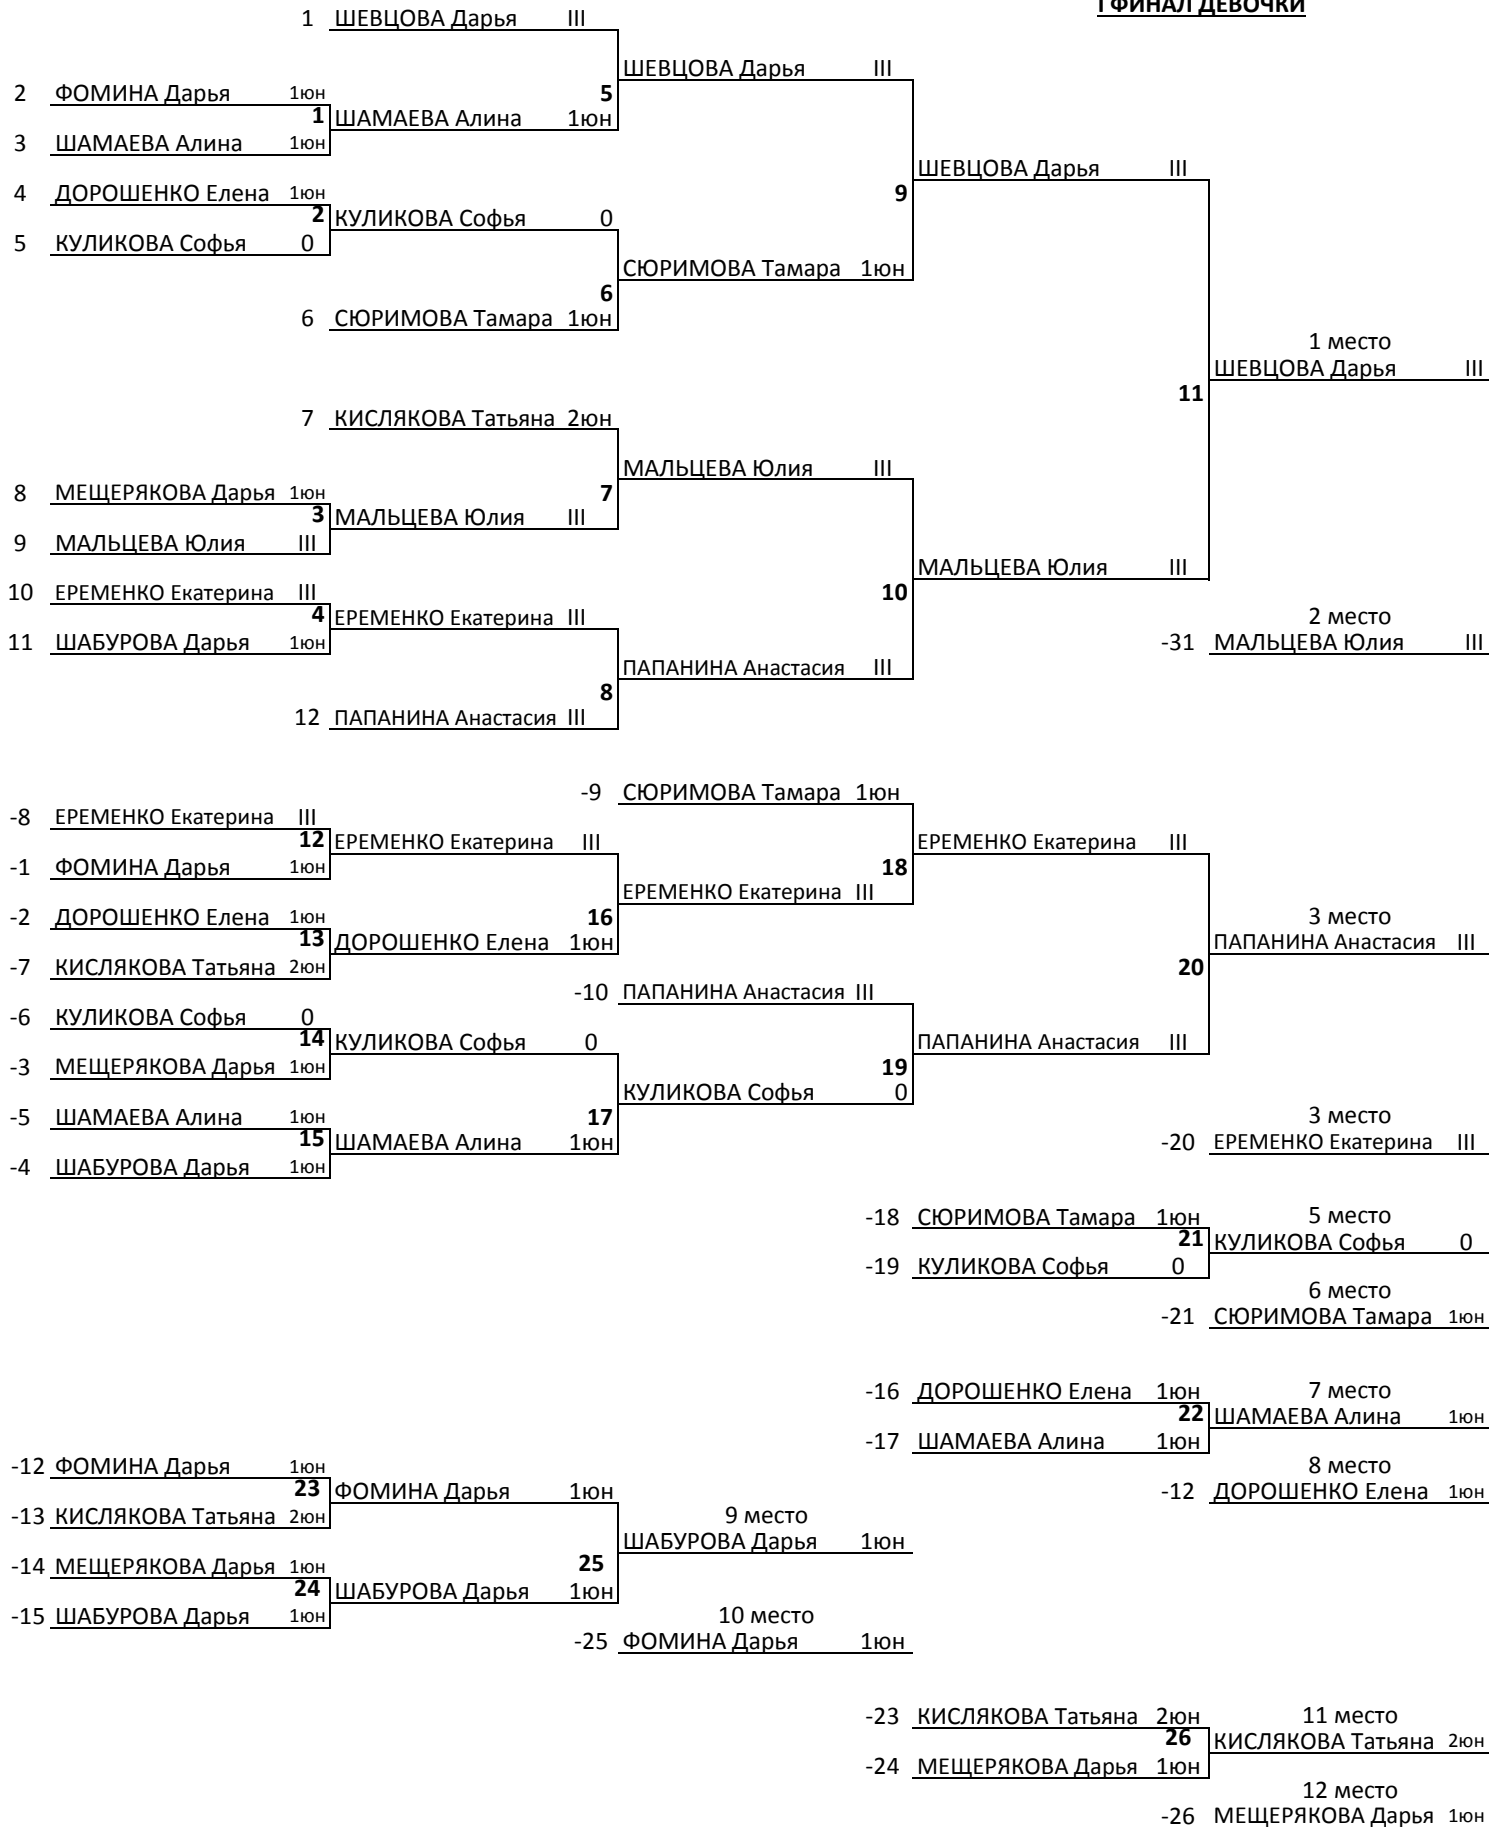 I ФИНАЛ ДЕВОЧКИ
1 ШЕВЦОВА Дарья III
ШЕВЦОВА Дарья III
2 ФОМИНА Дарья 1юн 5
1 ШАМАЕВА Алина 1юн
3 ШАМАЕВА Алина 1юн
ШЕВЦОВА Дарья III
4 ДОРОШЕНКО Елена 1юн 9
2 КУЛИКОВА Софья 0
5 КУЛИКОВА Софья 0
СЮРИМОВА Тамара 1юн
6
6 СЮРИМОВА Тамара 1юн
1 место
ШЕВЦОВА Дарья III
11
7 КИСЛЯКОВА Татьяна 2юн
МАЛЬЦЕВА Юлия III
8 МЕЩЕРЯКОВА Дарья 1юн 7
3 МАЛЬЦЕВА Юлия III
9 МАЛЬЦЕВА Юлия III
МАЛЬЦЕВА Юлия III
10 ЕРЕМЕНКО Екатерина III 10
4 ЕРЕМЕНКО Екатерина III 2 место
11 ШАБУРОВА Дарья 1юн -31 МАЛЬЦЕВА Юлия III
ПАПАНИНА Анастасия III
8
12 ПАПАНИНА Анастасия III
-9 СЮРИМОВА Тамара 1юн
-8 ЕРЕМЕНКО Екатерина III
12 ЕРЕМЕНКО Екатерина III ЕРЕМЕНКО Екатерина III
-1 ФОМИНА Дарья 1юн 18
ЕРЕМЕНКО Екатерина III
-2 ДОРОШЕНКО Елена 1юн 16 3 место
13 ДОРОШЕНКО Елена 1юн ПАПАНИНА Анастасия III
-7 КИСЛЯКОВА Татьяна 2юн 20
-10 ПАПАНИНА Анастасия III
-6 КУЛИКОВА Софья 0
14 КУЛИКОВА Софья 0 ПАПАНИНА Анастасия III
-3 МЕЩЕРЯКОВА Дарья 1юн 19
КУЛИКОВА Софья 0
-5 ШАМАЕВА Алина 1юн 17 3 место
15 ШАМАЕВА Алина 1юн -20 ЕРЕМЕНКО Екатерина III
-4 ШАБУРОВА Дарья 1юн
-18 СЮРИМОВА Тамара 1юн 5 место
21 КУЛИКОВА Софья 0
-19 КУЛИКОВА Софья 0
6 место
-21 СЮРИМОВА Тамара 1юн
-16 ДОРОШЕНКО Елена 1юн 7 место
22 ШАМАЕВА Алина 1юн
-17 ШАМАЕВА Алина 1юн
-12 ФОМИНА Дарья 1юн 8 место
23 ФОМИНА Дарья 1юн -12 ДОРОШЕНКО Елена 1юн
-13 КИСЛЯКОВА Татьяна 2юн 9 место
ШАБУРОВА Дарья 1юн
-14 МЕЩЕРЯКОВА Дарья 1юн 25
24 ШАБУРОВА Дарья 1юн
-15 ШАБУРОВА Дарья 1юн 10 место
-25 ФОМИНА Дарья 1юн
-23 КИСЛЯКОВА Татьяна 2юн 11 место
26 КИСЛЯКОВА Татьяна 2юн
-24 МЕЩЕРЯКОВА Дарья 1юн
12 место
-26 МЕЩЕРЯКОВА Дарья 1юн